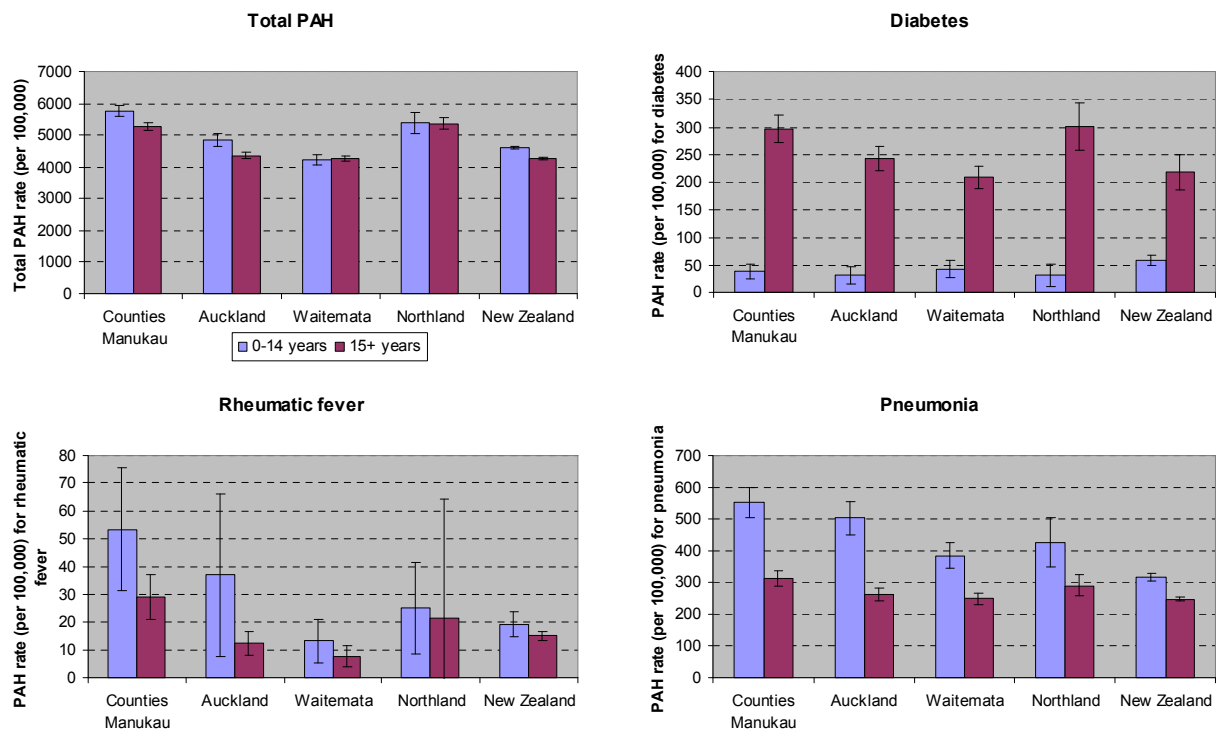 Total PAH
Total PAH rate (per 100,000)
7000
6000
5000
4000
3000
2000
1000
0
Counties Manukau
Auckland
Waitemata
Northland
New Zealand
0-14 years
15+ years
Diabetes
PAH rate (per 100,000) for diabetes
400
350
300
250
200
150
100
50
0
Counties Manukau
Auckland
Waitemata
Northland
New Zealand
Rheumatic fever
PAH rate (per 100,000) for rheumatic
fever
80
70
60
50
40
30
20
10
0
Counties Manukau
Auckland
Waitemata
Northland
New Zealand
Pneumonia
PAH rate (per 100,000) for pneumonia
700
600
500
400
300
200
100
0
Counties Manukau
Auckland
Waitemata
Northland
New Zealand